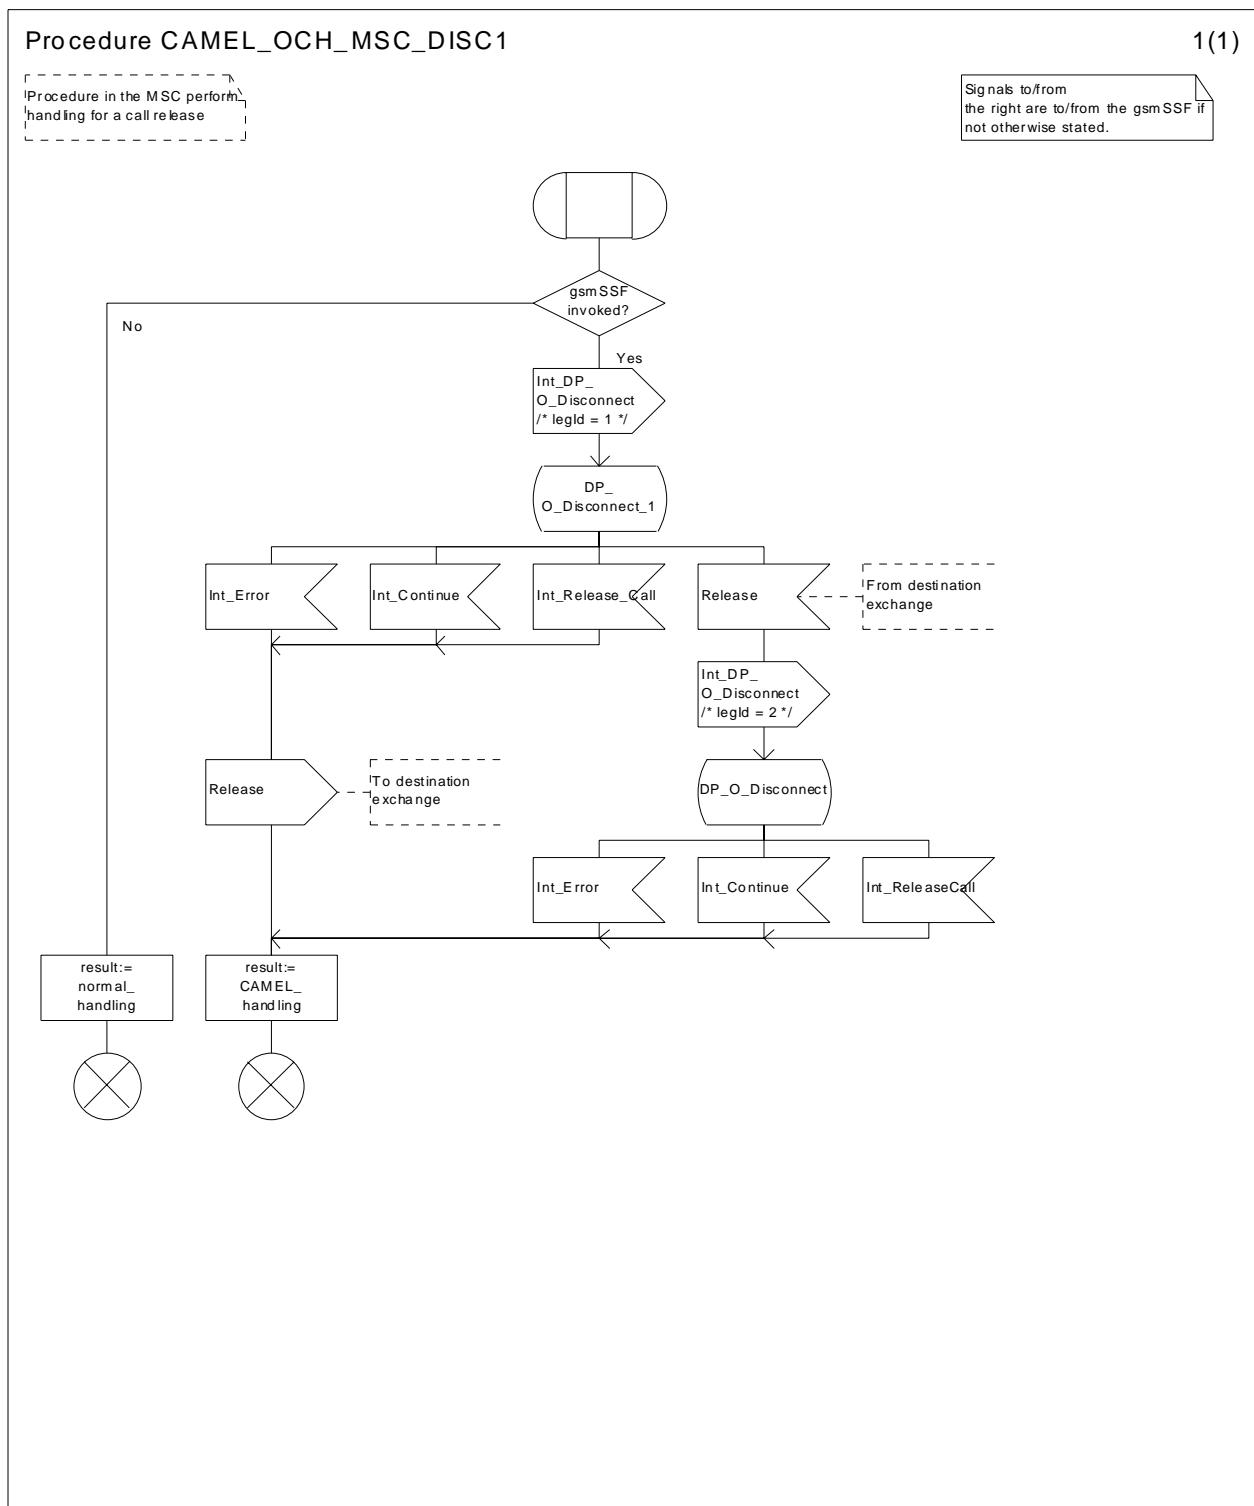 Procedure CAMEL_OCH_MSC_DISC1
1(1)
Procedure in the MSC perform
handling for a call release
Signals to/from
the right are to/from the gsmSSF if
not otherwise stated.
gsmSSF
invoked?
No
Yes
Int_DP_
O_Disconnect
/* legId = 1 */
DP_
O_Disconnect_1
Int_Error
Int_Continue
Int_Release_Call
Release
From destination
exchange
Int_DP_
O_Disconnect
/* legId = 2 */
Release
To destination
exchange
DP_O_Disconnect
Int_Error
Int_Continue
Int_ReleaseCall
result:=
normal_
handling
result:=
CAMEL_
handling